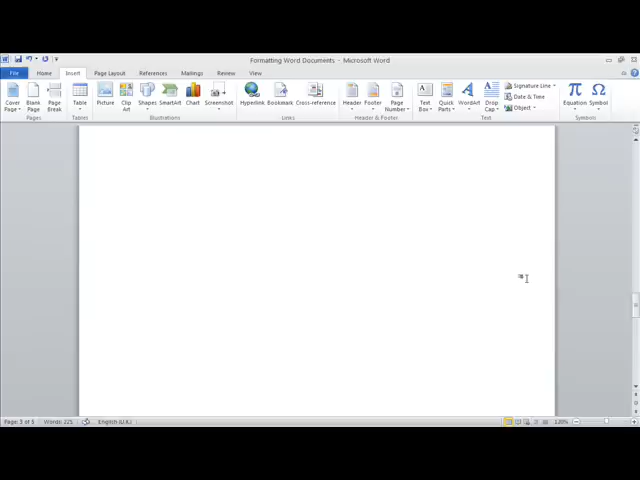 Formatting Word Documents - Microsoft Word
File Home Insert Page Layout References Mailings Review View
Cover Page Blank Page Page Break Table Picture Clip Art Shapes SmartArt Chart Screenshot Hyperlink Bookmark Cross-reference Header Footer Page Number Text Box Quick Parts WordArt Drop Cap Signature Line Date & Time Object Equation Symbol
Pages Tables Illustrations Links Header & Footer Text Symbols
Page: 3 of 5 Words: 221 English (U.K.) 120%